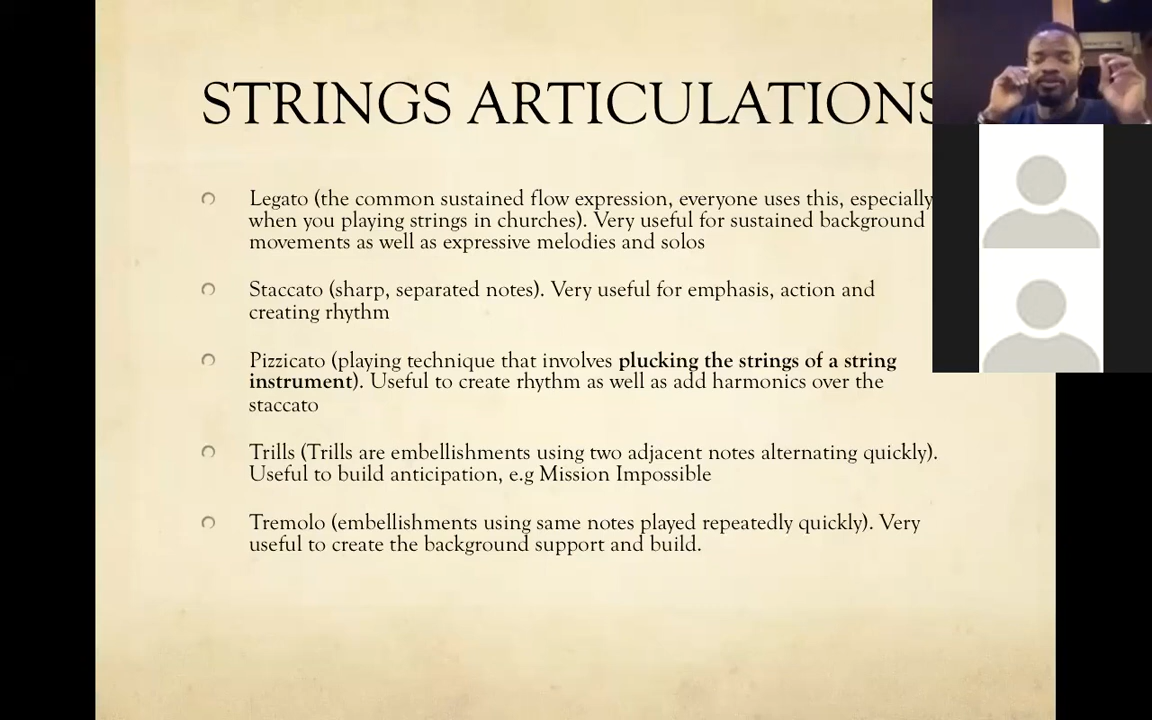 STRINGS ARTICULATIONS
Legato (the common sustained flow expression, everyone uses this, especially
when you playing strings in churches). Very useful for sustained background
movements as well as expressive melodies and solos
Staccato (sharp, separated notes). Very useful for emphasis, action and
creating rhythm
Pizzicato (playing technique that involves plucking the strings of a string
instrument). Useful to create rhythm as well as add harmonics over the
staccato
Trills (Trills are embellishments using two adjacent notes alternating quickly).
Useful to build anticipation, e.g Mission Impossible
Tremolo (embellishments using same notes played repeatedly quickly). Very
useful to create the background support and build.